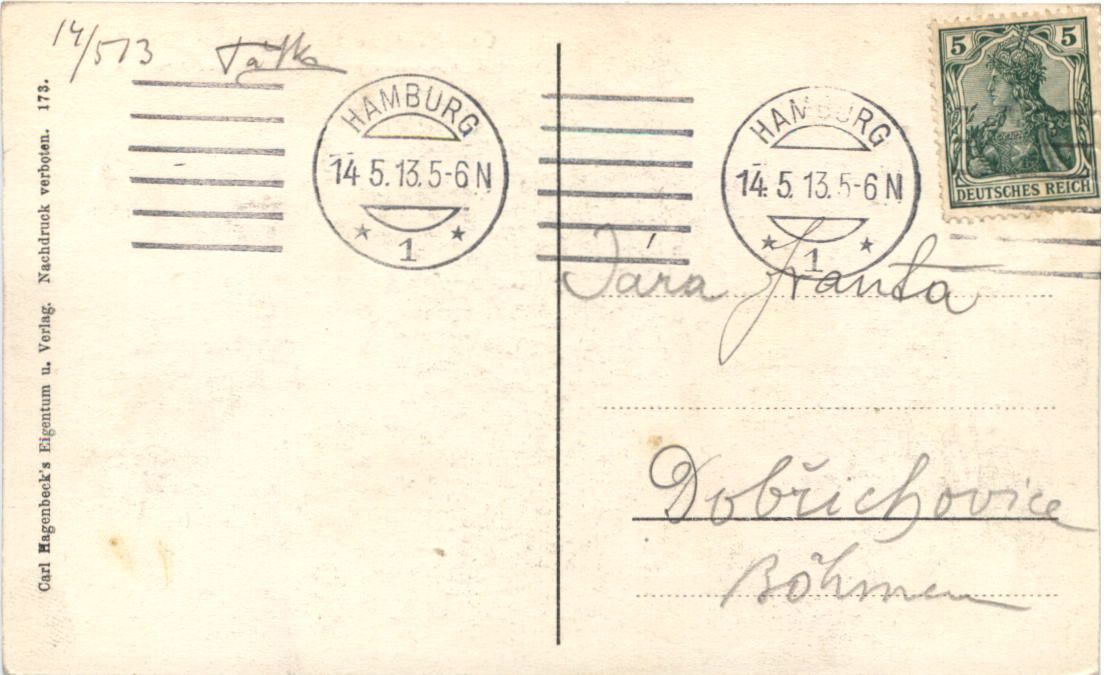 14/5 13 Taťka
HAMBURG
14.5.13.5-6 N
1
HAMBURG
14.5.13.5-6 N
1
5 5
DEUTSCHES REICH
Jára Franta
Dobřichovice
Böhmen
Carl Hagenbeck's Eigentum u. Verlag. Nachdruck verboten. 173.